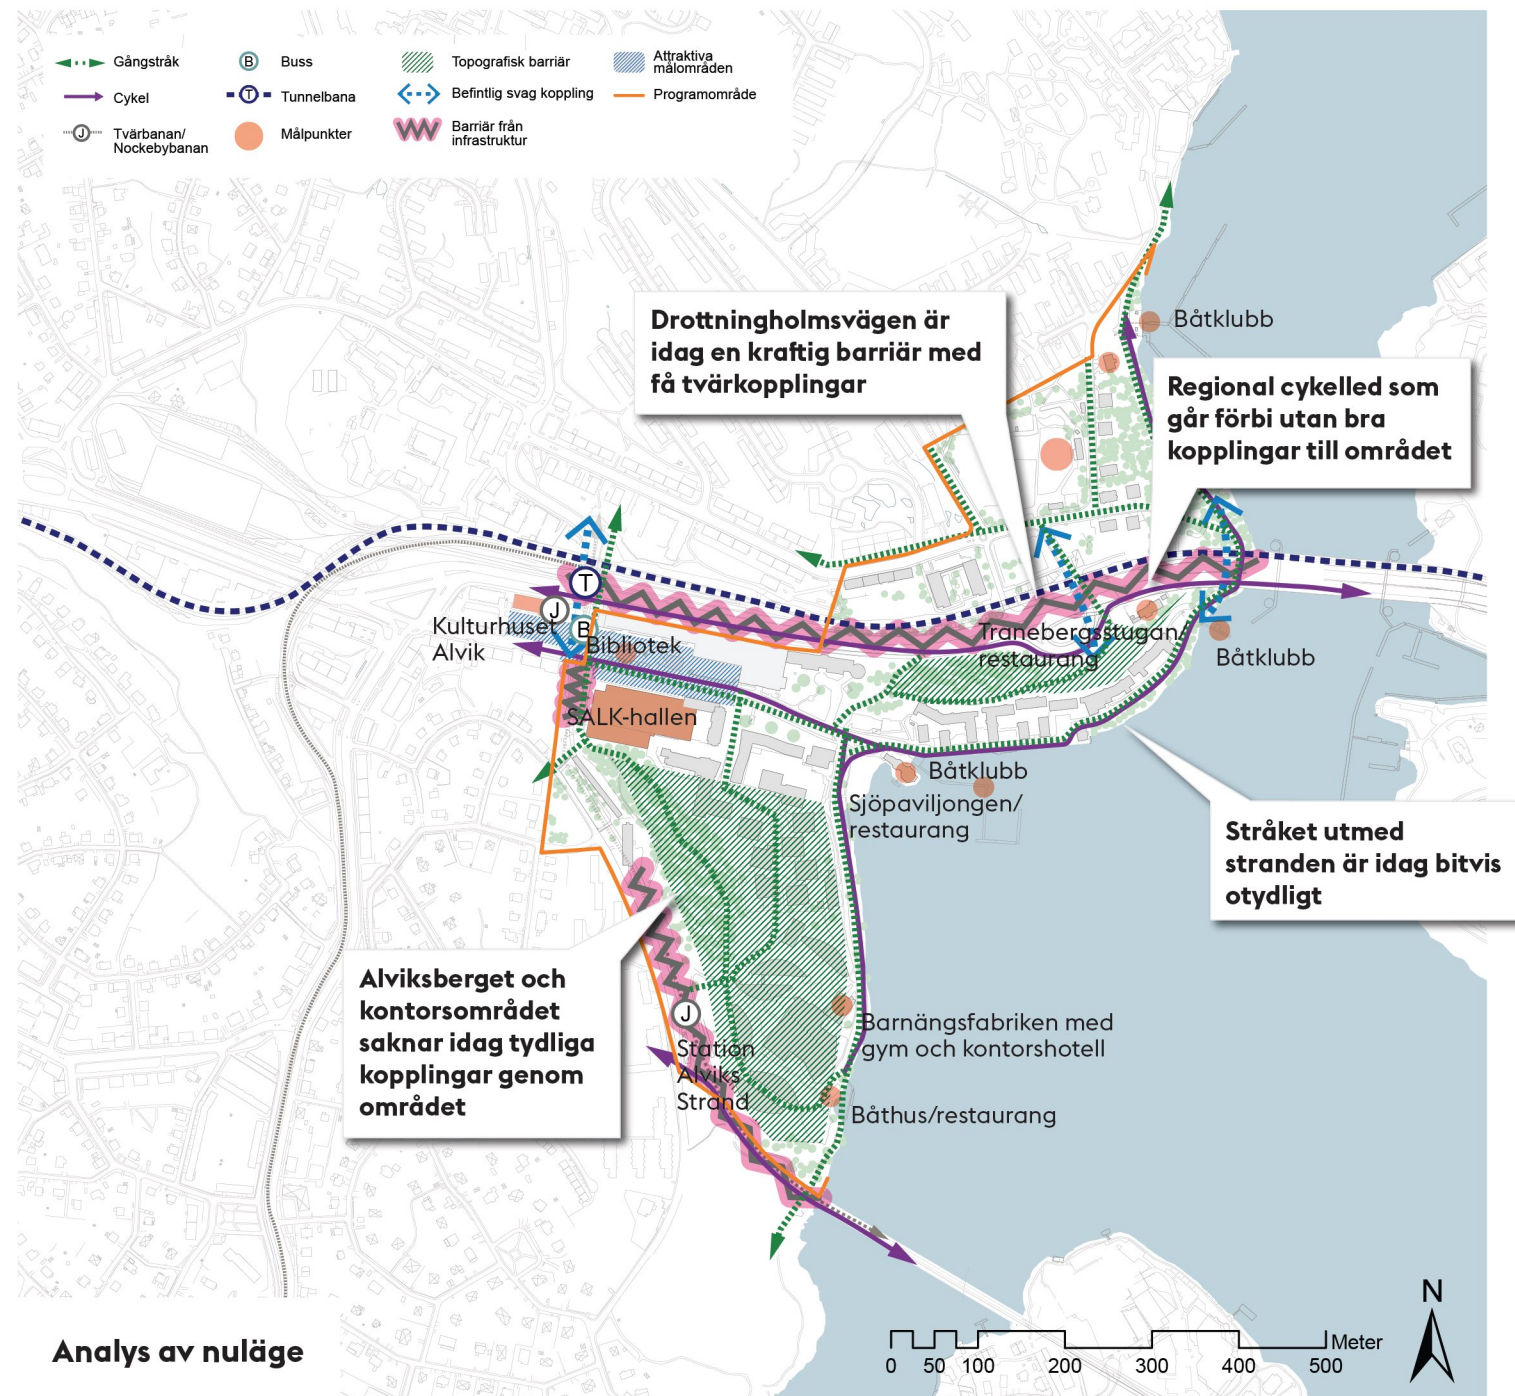 Gångstråk
Cykel
J
Tvärbanan/
Nockebybanan
B
Buss
T
Tunnelbana
Målpunkter
Topografisk barriär
Befintlig svag koppling
Barriär från
infrastruktur
Attraktiva
målområden
Programområde
Drottningholmsvägen är
idag en kraftig barriär med
få tvärkopplingar
Båtklubb
Regional cykelled som
går förbi utan bra
kopplingar till området
T
J
B
Kulturhuset
Alvik
Bibliotek
Tranebergsstugan/
restaurang
Båtklubb
SALK-hallen
Båtklubb
Sjöpaviljongen/
restaurang
Stråket utmed
stranden är idag bitvis
otydligt
Alviksberget och
kontorsområdet
saknar idag tydliga
kopplingar genom
området
J
Station
Alviks
Strand
Barnängsfabriken med
gym och kontorshotell
Båthus/restaurang
Analys av nuläge
N
Meter
0 50 100 200 300 400 500